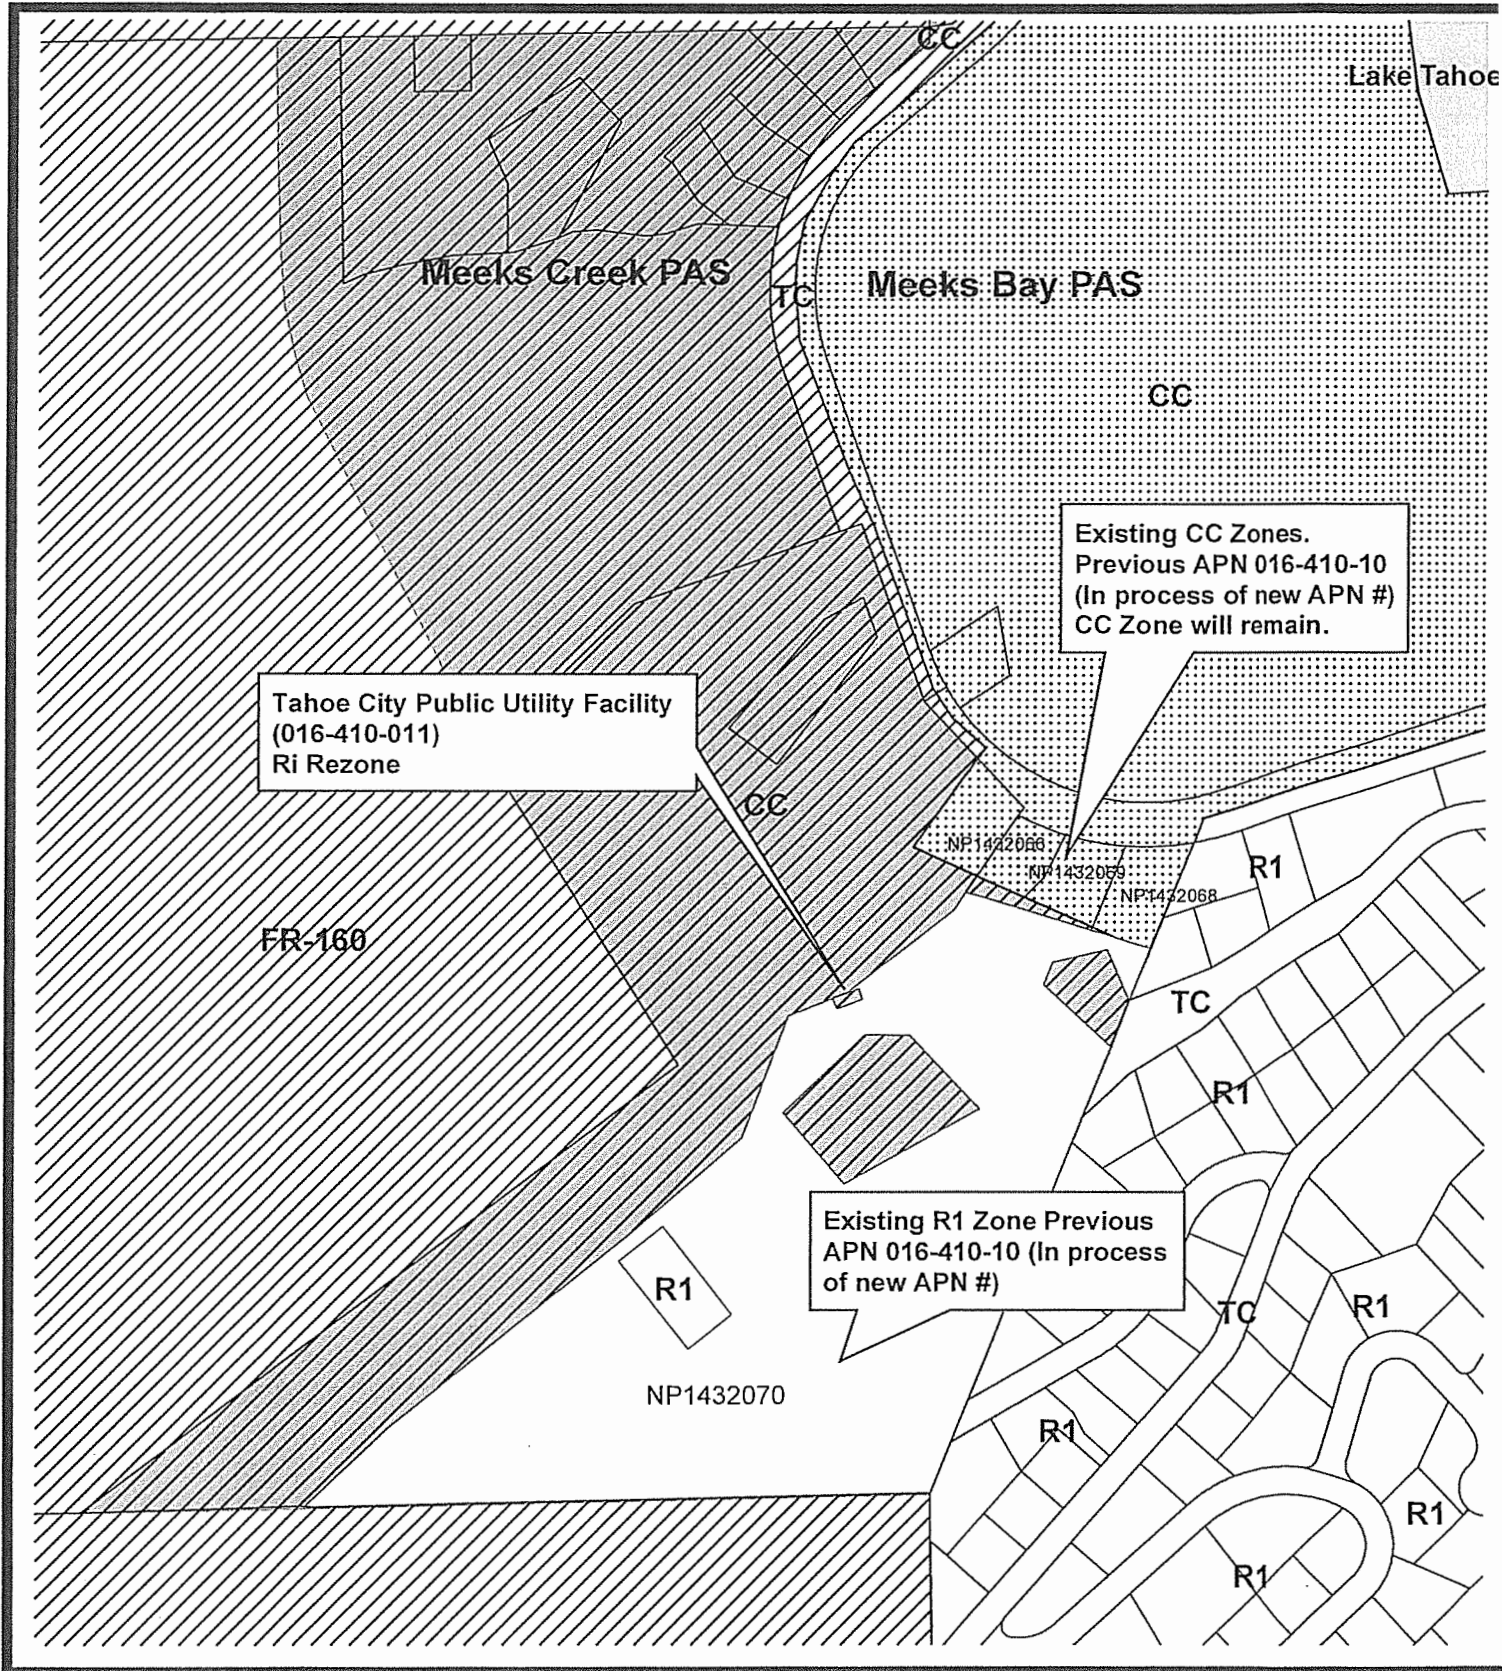 CC
Lake Tahoe
Meeks Creek PAS
TC
Meeks Bay PAS
CC
Existing CC Zones.
Previous APN 016-410-10
(In process of new APN #)
CC Zone will remain.
Tahoe City Public Utility Facility
(016-410-011)
Ri Rezone
CC
NP1432066
NP1432069
NP1432068
R1
FR-160
TC
R1
Existing R1 Zone Previous
APN 016-410-10 (In process
of new APN #)
R1
TC
R1
NP1432070
R1
R1
R1